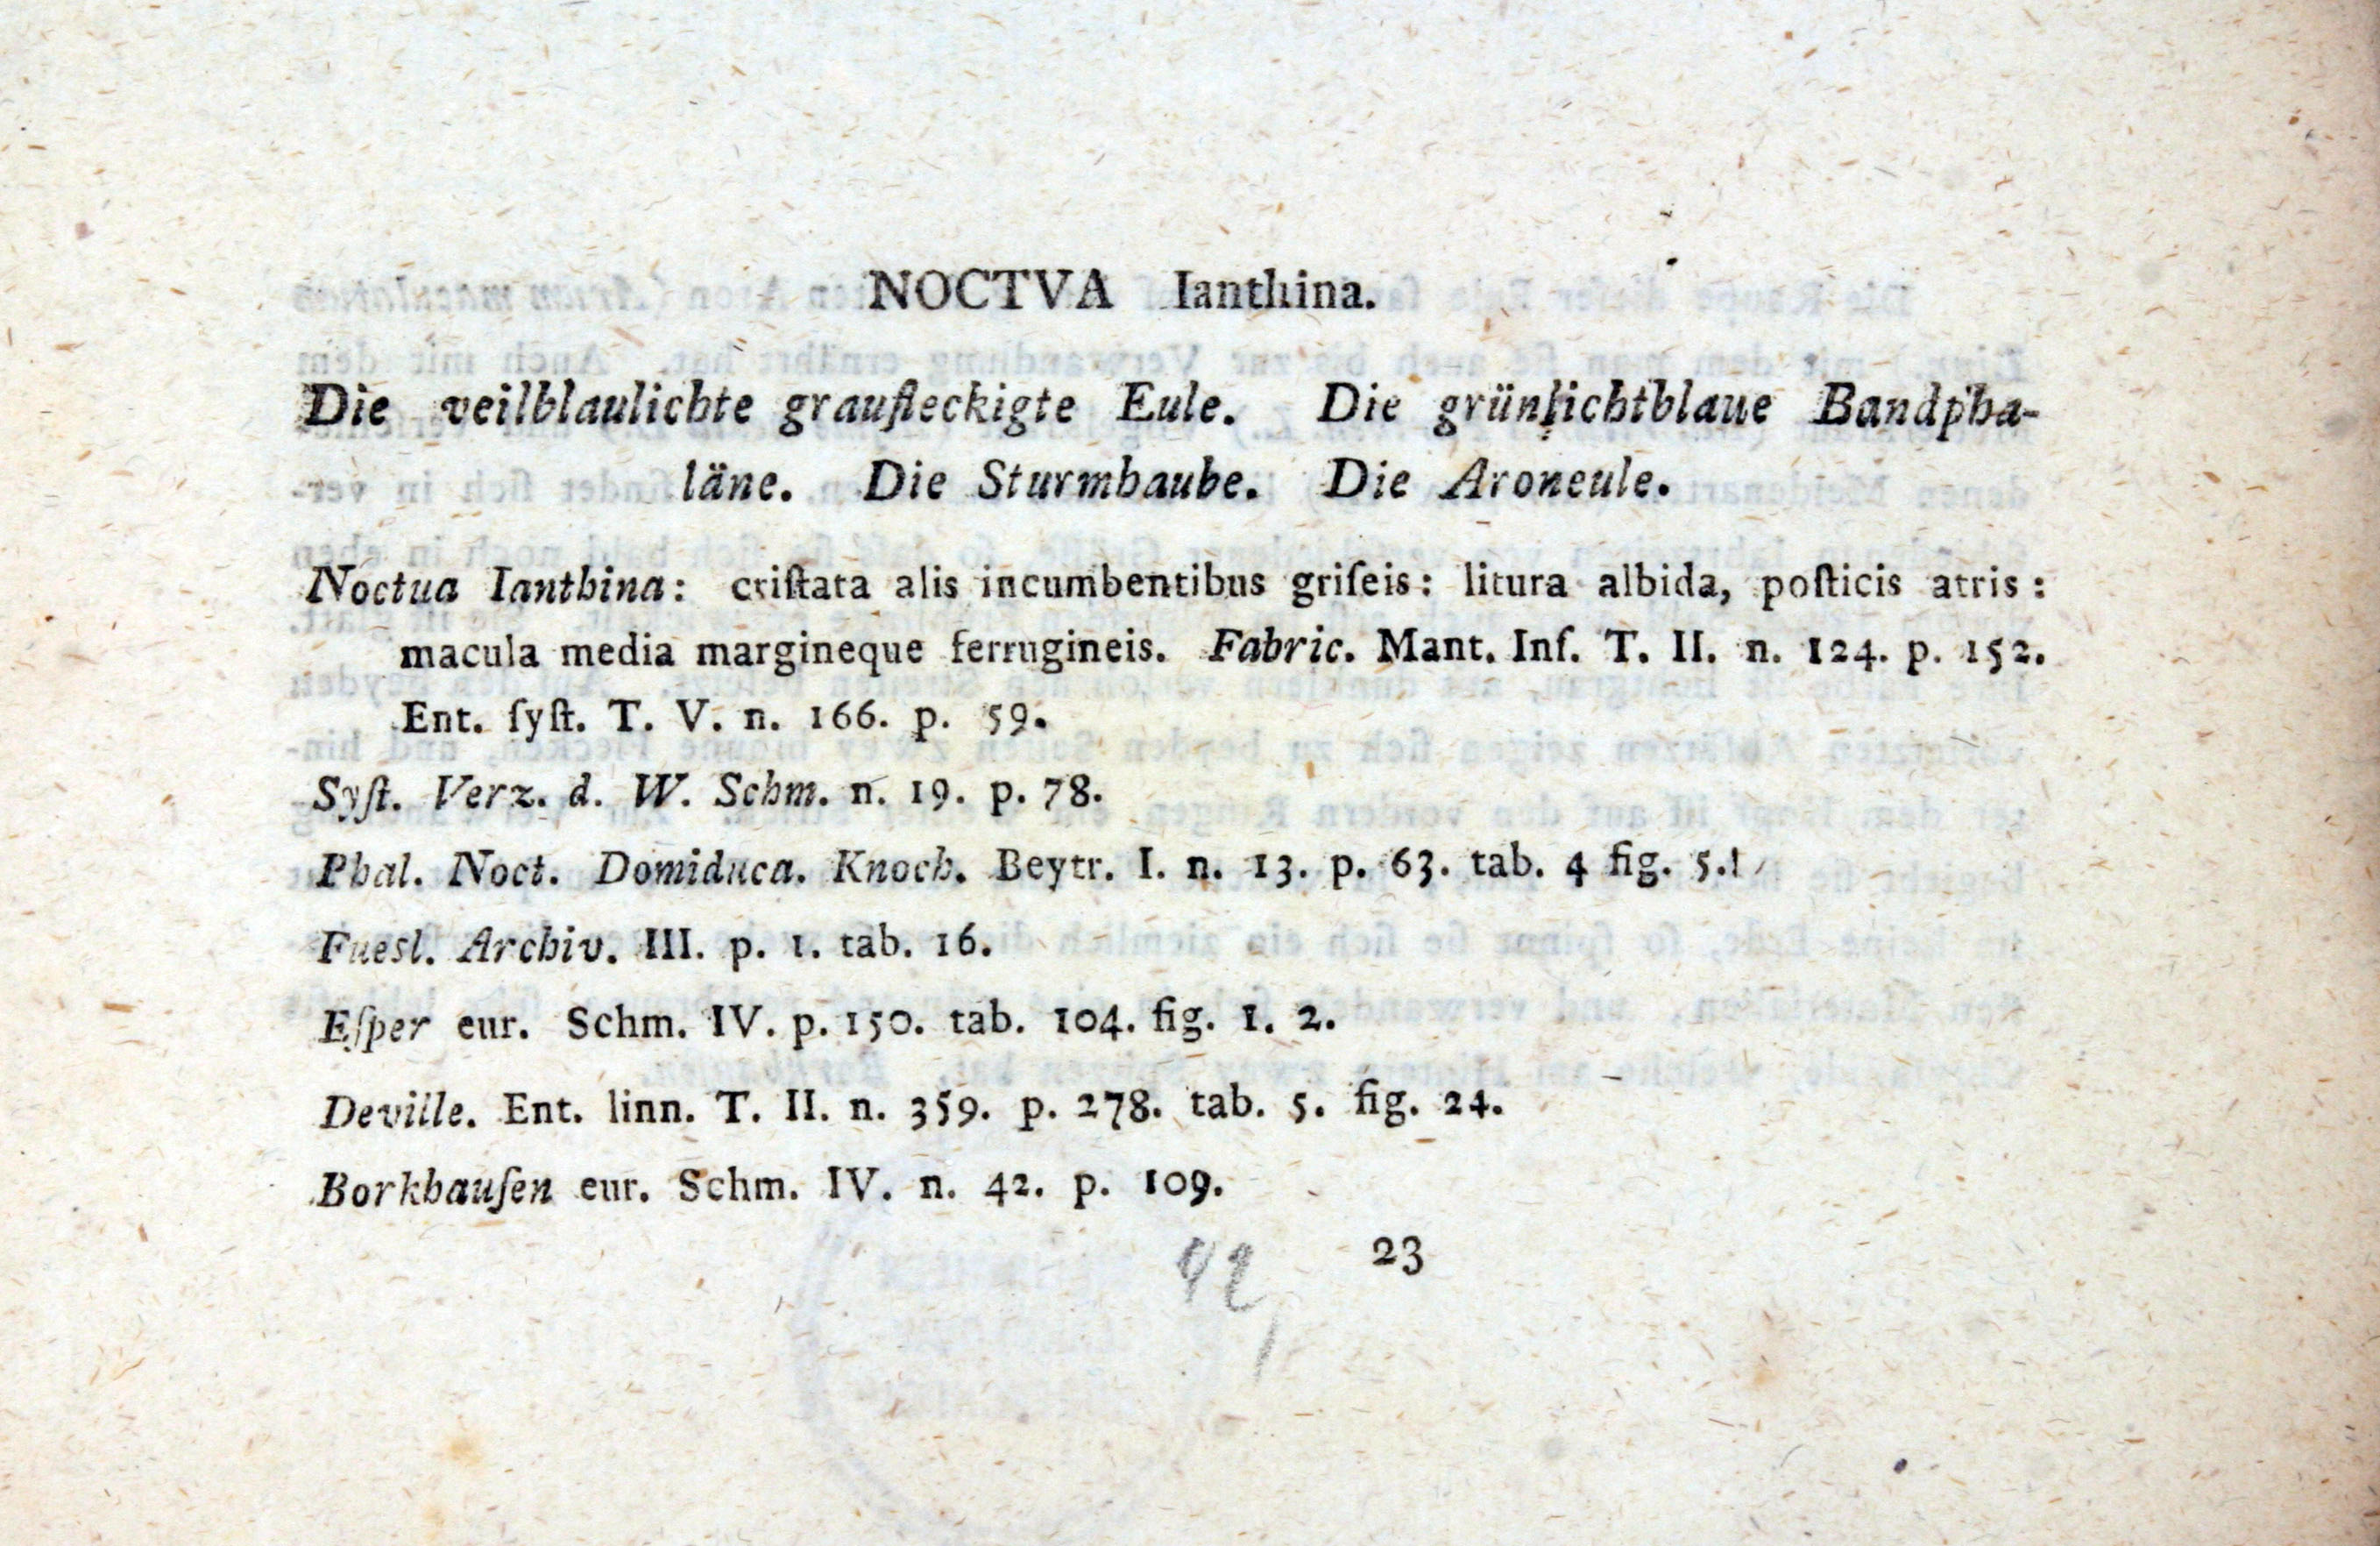 NOCTVA Ianthina.
Die veilblaulichte graufleckigte Eule. Die grünlichtblaue Bandpha-
läne. Die Sturmhaube. Die Aroneule.
Noctua Ianthina: criſtata alis incumbentibus griſeis: litura albida, poſticis atris:
macula media margineque ferrugineis. Fabric. Mant. Inſ. T. II. n. 124. p. 152.
Ent. ſyſt. T. V. n. 166. p. 59.
Syſt. Verz. d. W. Schm. n. 19. p. 78.
Phal. Noct. Domiduca. Knoch. Beytr. I. n. 13. p. 63. tab. 4 fig. 5.
Fuesl. Archiv. III. p. 1. tab. 16.
Eſper eur. Schm. IV. p. 150. tab. 104. fig. 1. 2.
Deville. Ent. linn. T. II. n. 359. p. 278. tab. 5. fig. 24.
Borkhauſen eur. Schm. IV. n. 42. p. 109.
23